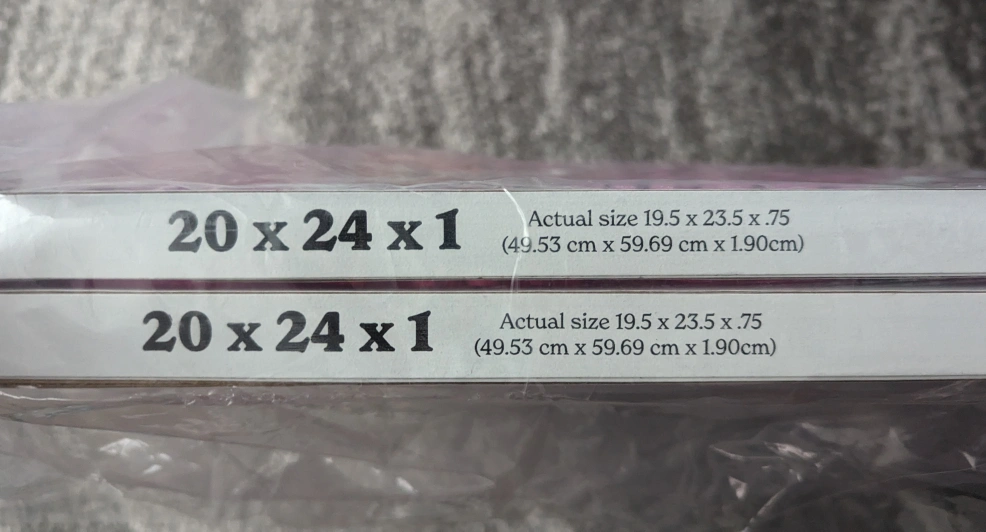 20 x 24 x 1
Actual size 19.5 x 23.5 x .75
(49.53 cm x 59.69 cm x 1.90cm)
20 x 24 x 1
Actual size 19.5 x 23.5 x .75
(49.53 cm x 59.69 cm x 1.90cm)